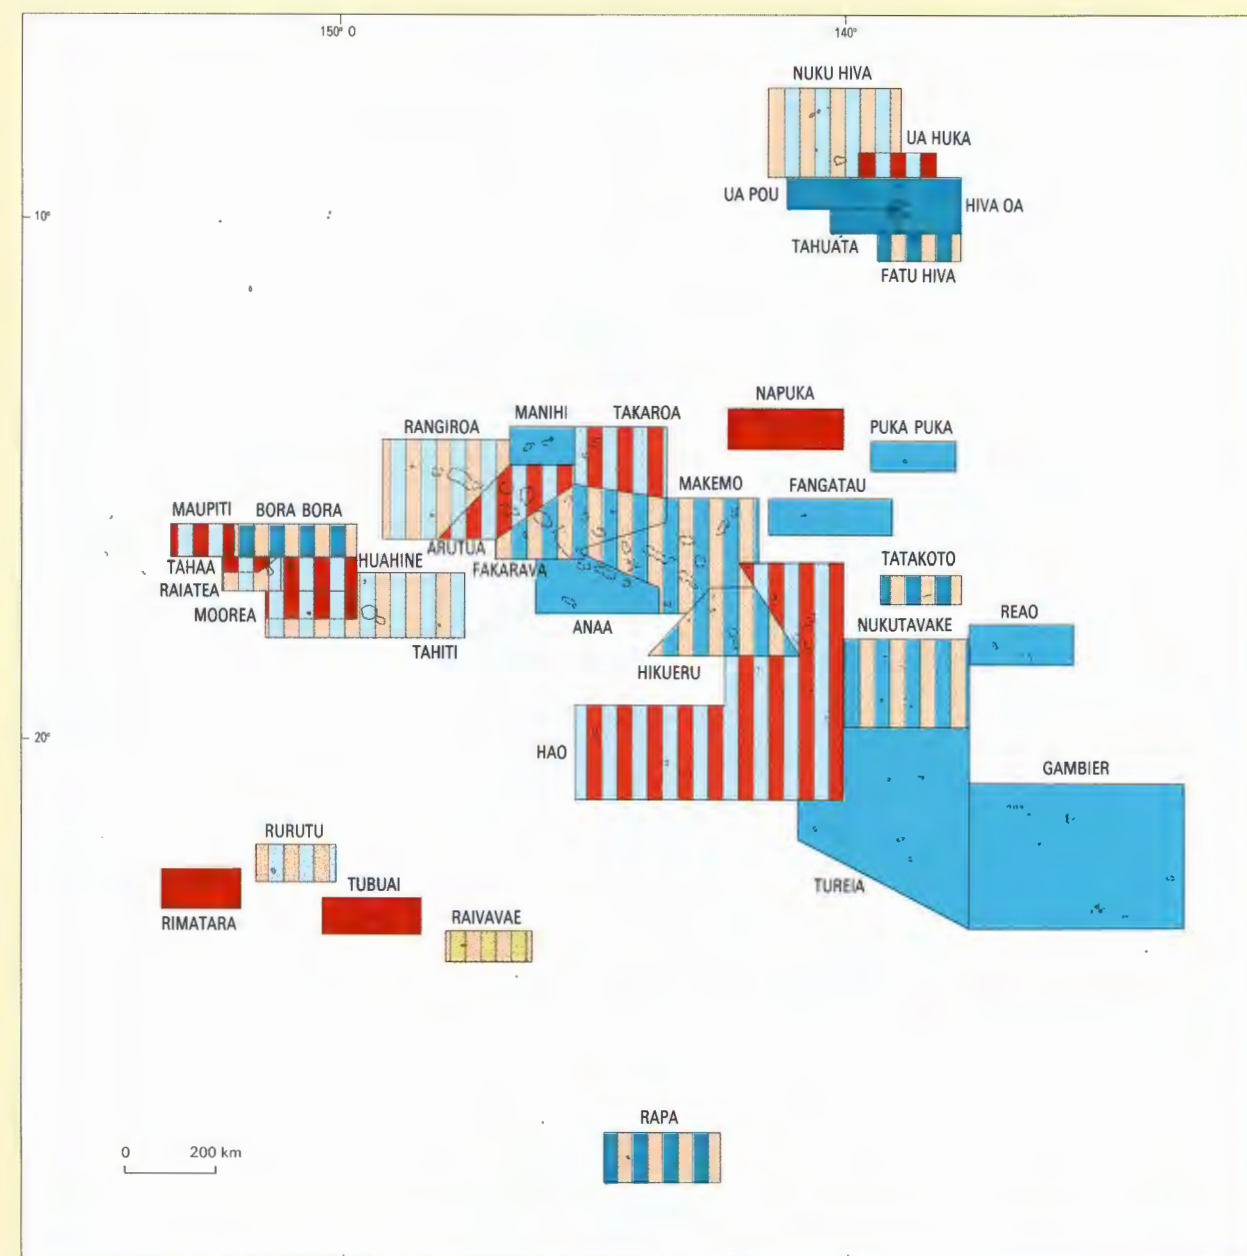 150° O
140°
NUKU HIVA
UA HUKA
UA POU
HIVA OA
10°
TAHUATA
FATU HIVA
NAPUKA
MANIHI
TAKAROA
RANGIROA
PUKA PUKA
MAKEMO
FANGATAU
MAUPITI
BORA BORA
ARUTUA
HUAHINE
TATAKOTO
TAHAA
FAKARAVA
RAIATEA
REAO
MOOREA
NUKUTAVAKE
ANAA
TAHITI
HIKUERU
20°
HAO
GAMBIER
RURUTU
TUBUAI
TUREIA
RIMATARA
RAIVAVAE
RAPA
0 200 km